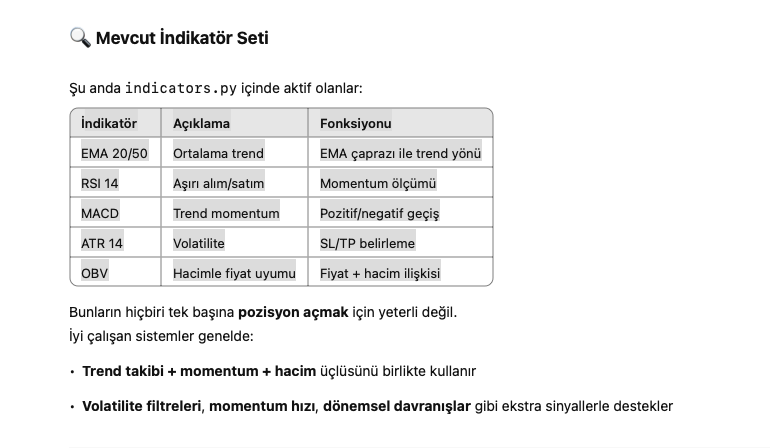 🔍 Mevcut İndikatör Seti
Şu anda indicators.py içinde aktif olanlar:
İndikatör Açıklama Fonksiyonu
EMA 20/50 Ortalama trend EMA çaprazı ile trend yönü
RSI 14 Aşırı alım/satım Momentum ölçümü
MACD Trend momentum Pozitif/negatif geçiş
ATR 14 Volatilite SL/TP belirleme
OBV Hacimle fiyat uyumu Fiyat + hacim ilişkisi
Bunların hiçbiri tek başına pozisyon açmak için yeterli değil.
İyi çalışan sistemler genelde:
• Trend takibi + momentum + hacim üçlüsünü birlikte kullanır
• Volatilite filtreleri, momentum hızı, dönemsel davranışlar gibi ekstra sinyallerle destekler